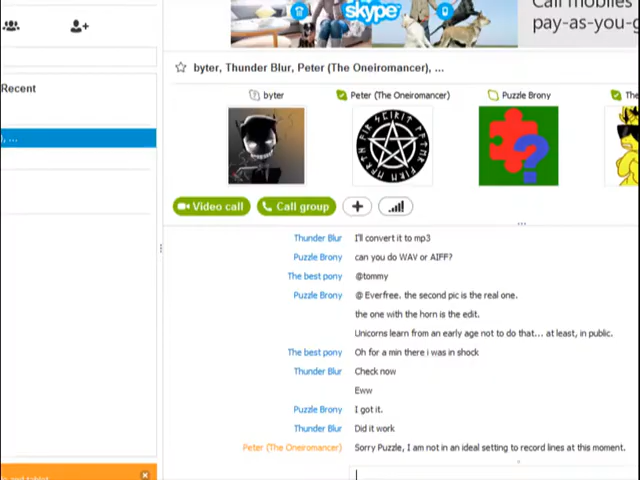 skype
Call mobiles
pay-as-you-g
Recent
), ...
byter, Thunder Blur, Peter (The Oneiromancer), ...
byter
Peter (The Oneiromancer)
Puzzle Brony
The
Video call
Call group
Thunder Blur I'll convert it to mp3
Puzzle Brony can you do WAV or AIFF?
The best pony @tommy
Puzzle Brony @ Everfree. the second pic is the real one.
the one with the horn is the edit.
Unicorns learn from an early age not to do that... at least, in public.
The best pony Oh for a min there i was in shock
Thunder Blur Check now
Eww
Puzzle Brony I got it.
Thunder Blur Did it work
Peter (The Oneiromancer) Sorry Puzzle, I am not in an ideal setting to record lines at this moment.